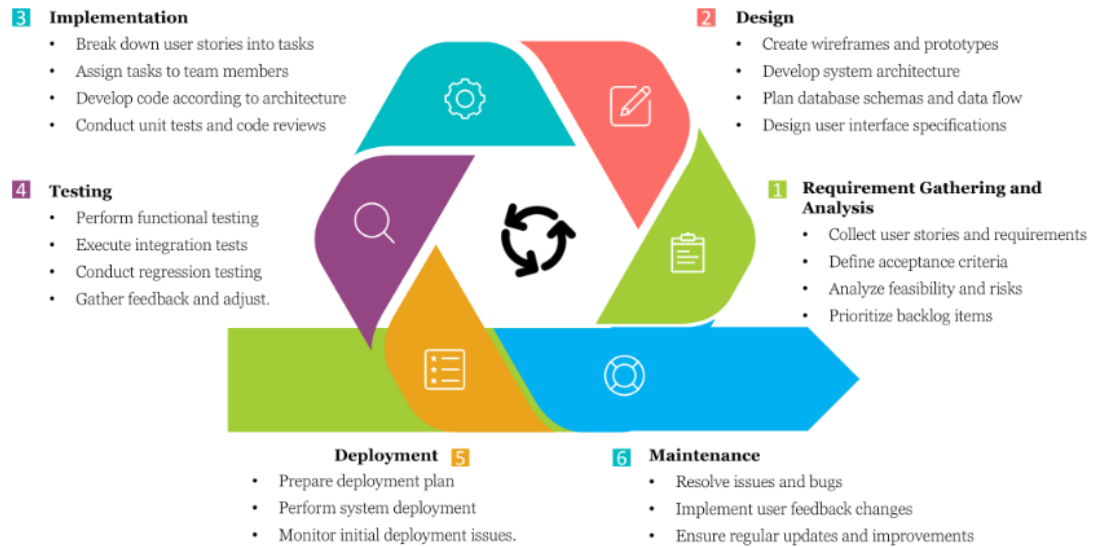 3 Implementation
• Break down user stories into tasks
• Assign tasks to team members
• Develop code according to architecture
• Conduct unit tests and code reviews
2 Design
• Create wireframes and prototypes
• Develop system architecture
• Plan database schemas and data flow
• Design user interface specifications
4 Testing
• Perform functional testing
• Execute integration tests
• Conduct regression testing
• Gather feedback and adjust.
1 Requirement Gathering and
Analysis
• Collect user stories and requirements
• Define acceptance criteria
• Analyze feasibility and risks
• Prioritize backlog items
Deployment 5
• Prepare deployment plan
• Perform system deployment
• Monitor initial deployment issues.
6 Maintenance
• Resolve issues and bugs
• Implement user feedback changes
• Ensure regular updates and improvements